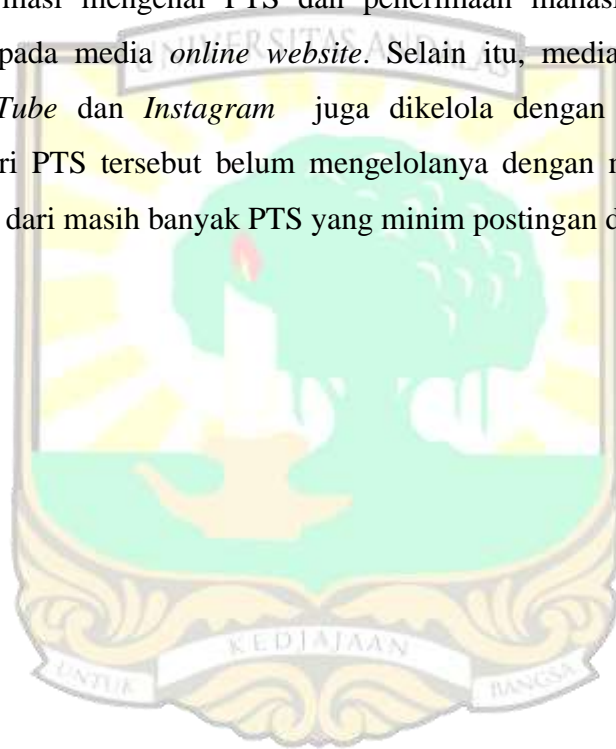 masi mengenai PTS dan penerimaan mahasi
pada media online website. Selain itu, media
Tube dan Instagram juga dikelola dengan
ri PTS tersebut belum mengelolanya dengan
dari masih banyak PTS yang minim postingan d
UNIVERSITAS ANDALAS
KEDJAJAAN
UNTUK
BANGSA